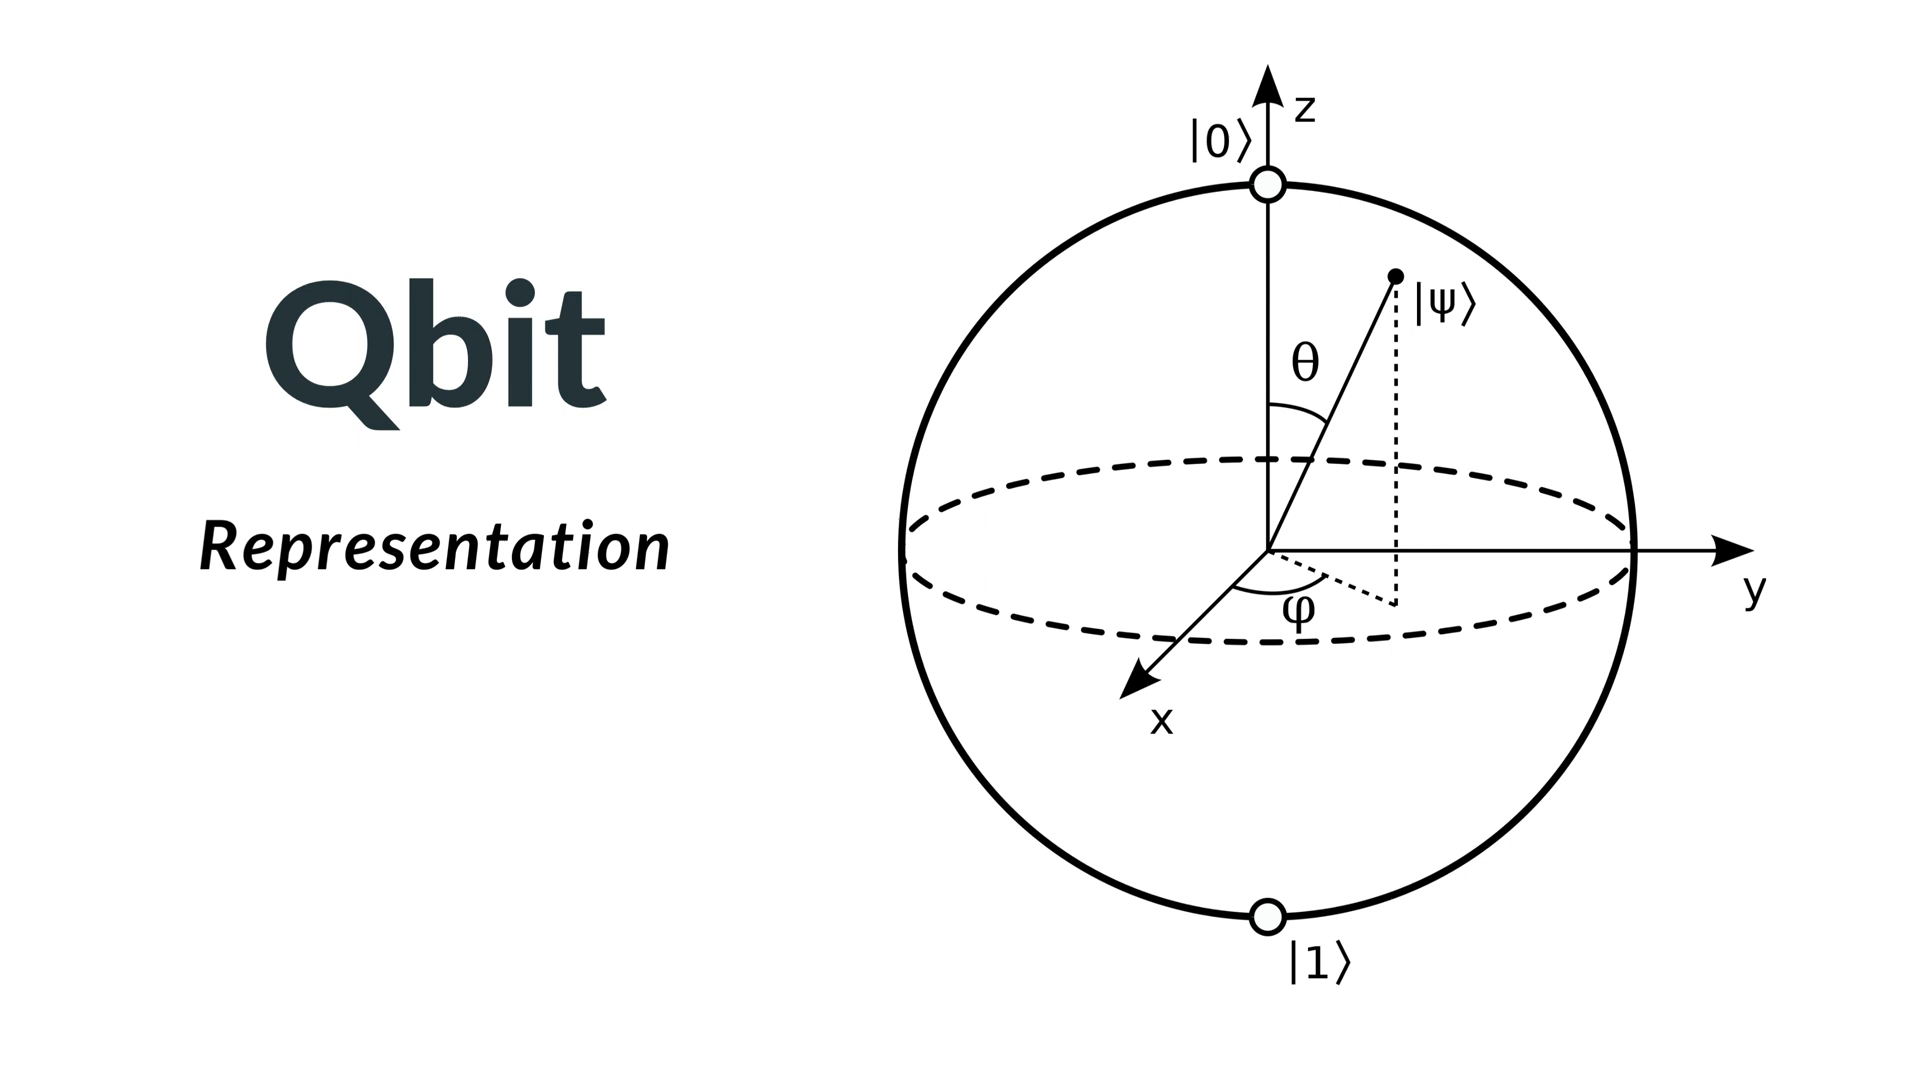 Qbit
Representation
z
|0⟩
|ψ⟩
θ
φ
y
x
|1⟩